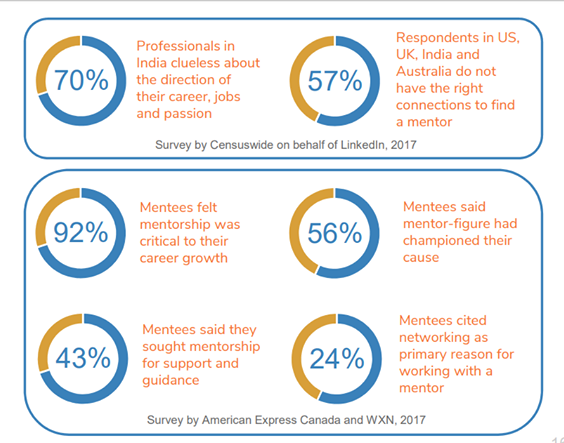 70%
Professionals in
India clueless about
the direction of
their career, jobs
and passion
57%
Respondents in US,
UK, India and
Australia do not
have the right
connections to find
a mentor
Survey by Censuswide on behalf of LinkedIn, 2017
92%
Mentees felt
mentorship was
critical to their
career growth
56%
Mentees said
mentor-figure had
championed their
cause
43%
Mentees said they
sought mentorship
for support and
guidance
24%
Mentees cited
networking as
primary reason for
working with a
mentor
Survey by American Express Canada and WXN, 2017